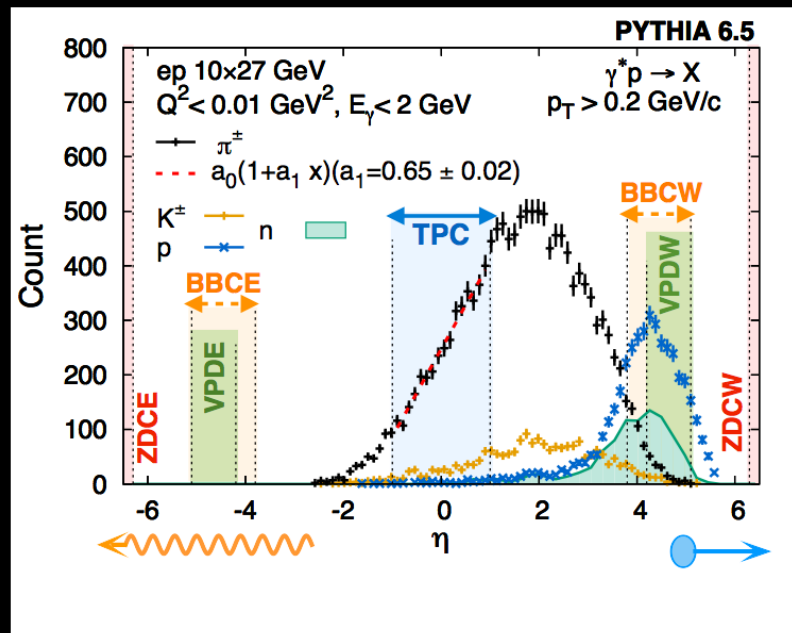 PYTHIA 6.5
800
700
600
500
400
300
200
100
0
Count
ep 10×27 GeV
Q²< 0.01 GeV², Eγ< 2 GeV
γ*p → X
pT > 0.2 GeV/c
π±
a₀(1+a₁ x)(a₁=0.65 ± 0.02)
K±
n
p
TPC
BBCW
BBCE
VPDW
VPDE
ZDCE
ZDCW
-6 -4 -2 0 2 4 6
η